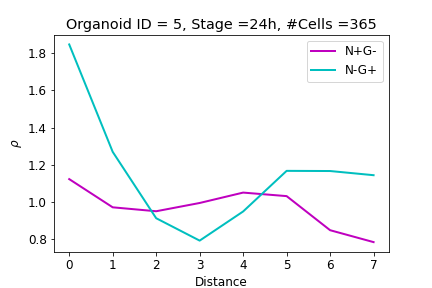 Organoid ID = 5, Stage =24h, #Cells =365
N+G-
N-G+
1.8
1.6
1.4
1.2
1.0
0.8
ρ
0 1 2 3 4 5 6 7
Distance